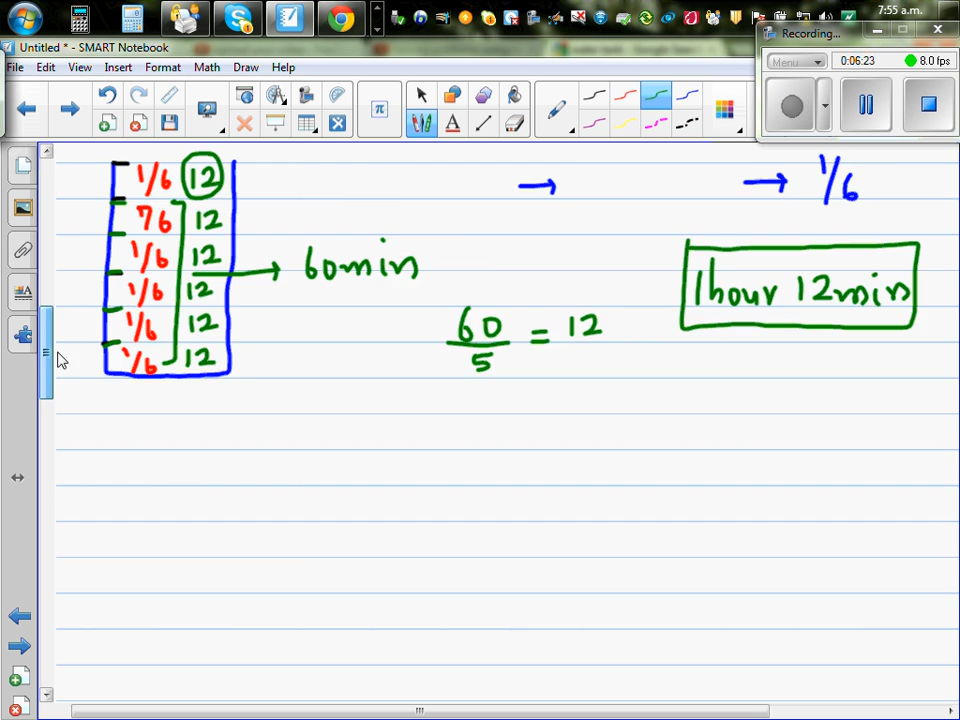 7:55 a.m.
Untitled * - SMART Notebook
Recording...
File Edit View Insert Format Math Tools Draw Help
Menu 0:06:23 8.0 fps
1/6 12 → → 1/6
76 12
1/6 12 → 60min
1/6 12 1hour 12min
1/6 12 60/5 = 12
1/6 12